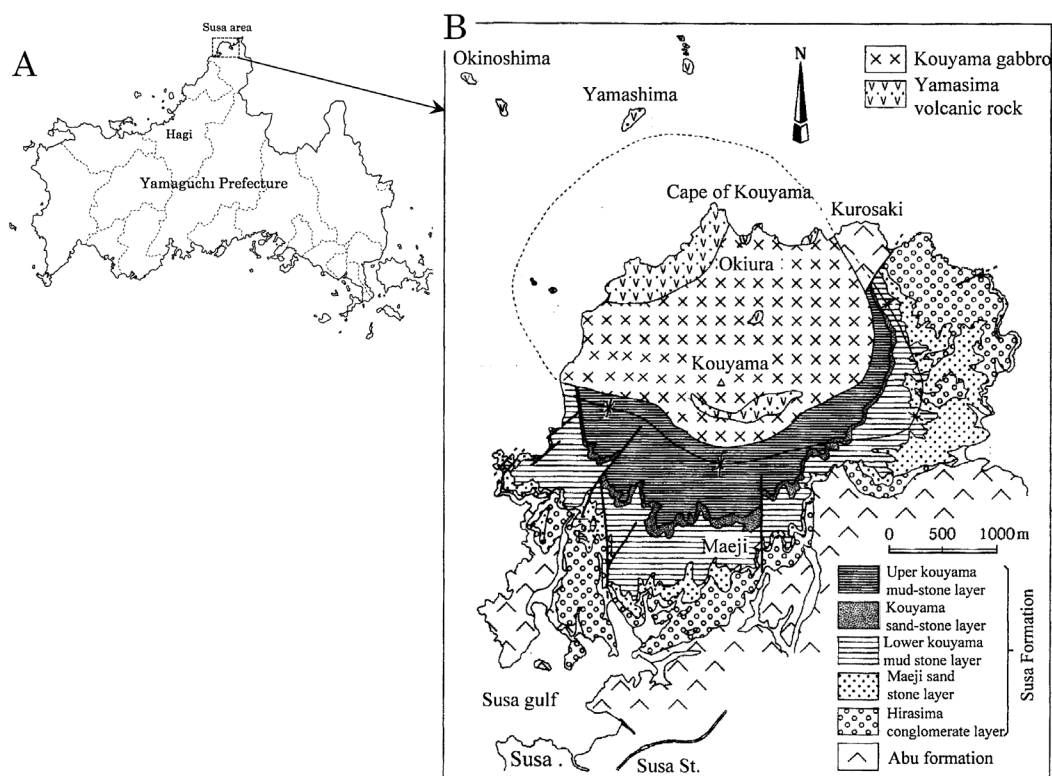 A
Susa area
Hagi
Yamaguchi Prefecture
B
Okinoshima
Yamashima
N
Kouyama gabbro
Yamasima
volcanic rock
Cape of Kouyama
Kurosaki
Okiura
Kouyama
Maeji
0 500 1000 m
Uper kouyama
mud-stone layer
Kouyama
sand-stone layer
Lower kouyama
mud stone layer
Maeji sand
stone layer
Hirasima
conglomerate layer
Susa Formation
Abu formation
Susa gulf
Susa .
Susa St.